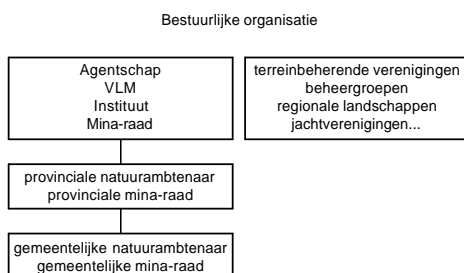 Bestuurlijke organisatie
Agentschap
VLM
Instituut
Mina-raad
terreinbeherende verenigingen
beheergroepen
regionale landschappen
jachtverenigingen...
provinciale natuurambtenaar
provinciale mina-raad
gemeentelijke natuurambtenaar
gemeentelijke mina-raad